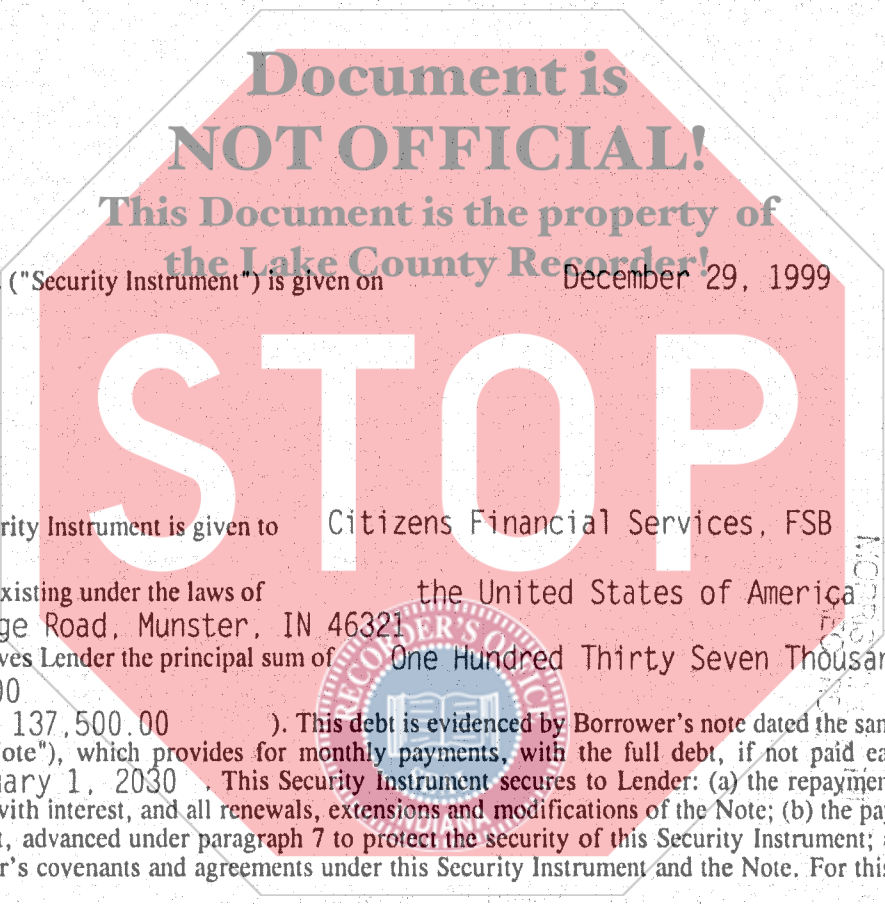 Document is
NOT OFFICIAL!
This Document is the property of
the Lake County Recorder!
("Security Instrument") is given on December 29, 1999
STOP
rity Instrument is given to Citizens Financial Services, FSB
xisting under the laws of the United States of America
ge Road, Munster, IN 46321
ves Lender the principal sum of One Hundred Thirty Seven Thousan
00
137,500.00 ). This debt is evidenced by Borrower's note dated the san
ote"), which provides for monthly payments, with the full debt, if not paid ea
ary 1, 2030 . This Security Instrument secures to Lender: (a) the repaymen
with interest, and all renewals, extensions and modifications of the Note; (b) the pay
t, advanced under paragraph 7 to protect the security of this Security Instrument; a
r's covenants and agreements under this Security Instrument and the Note. For this
RECORDER'S OFFICE
INDIANA